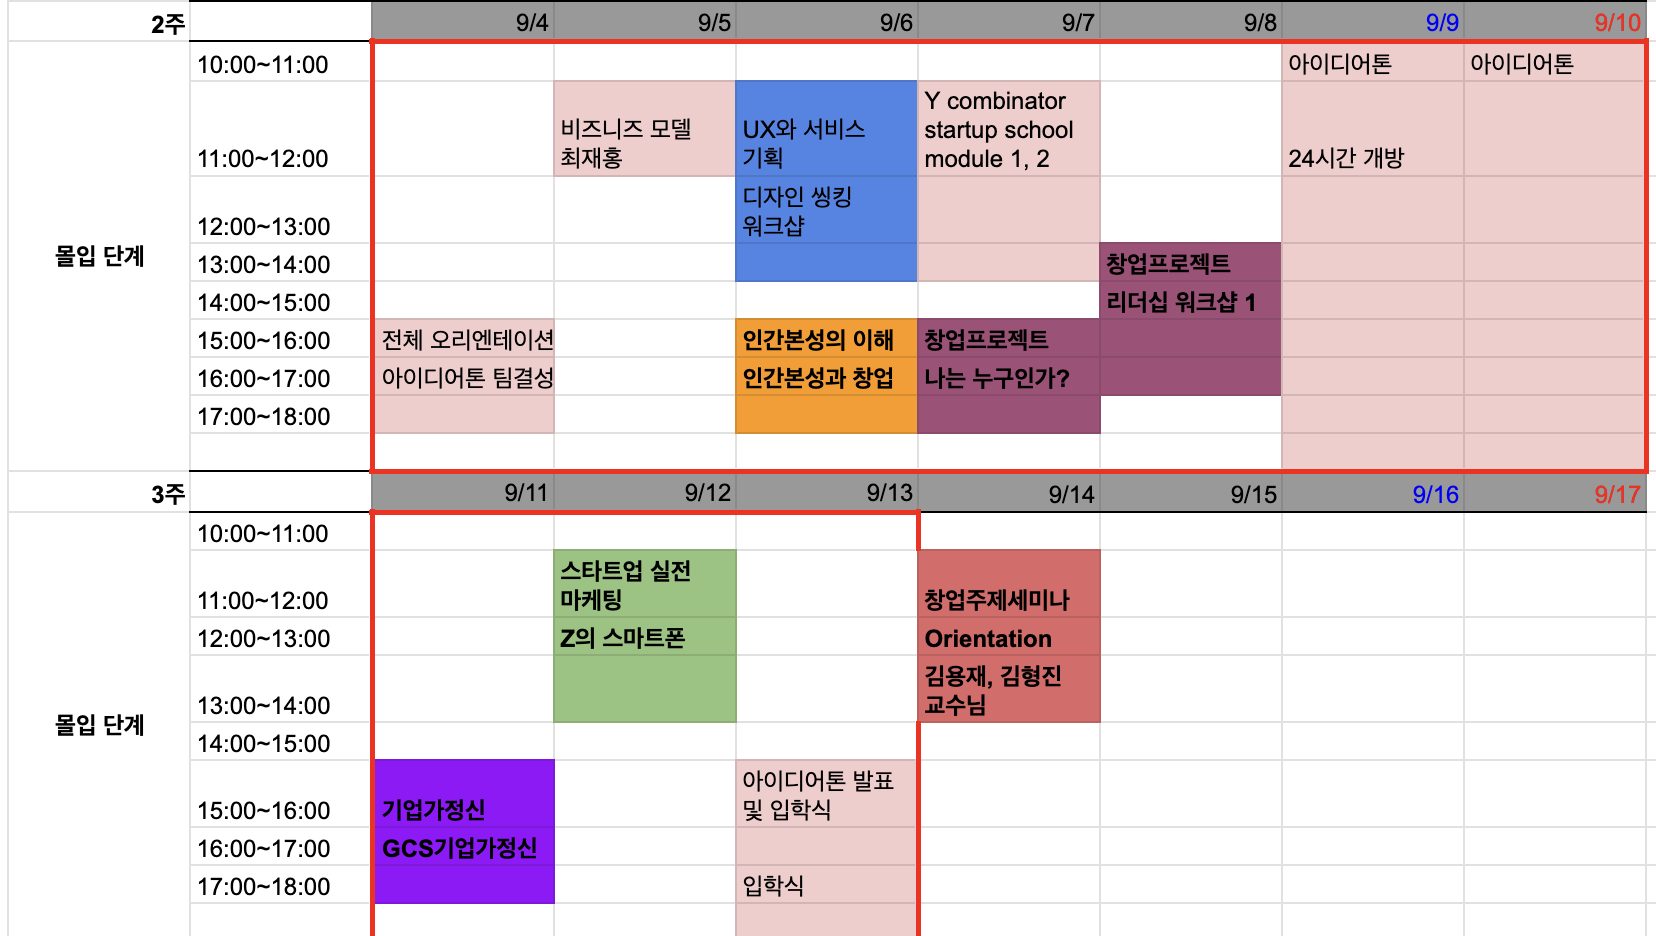 2주 9/4 9/5 9/6 9/7 9/8 9/9 9/10
몰입 단계
10:00~11:00 아이디어톤 아이디어톤
11:00~12:00
비즈니즈 모델
최재홍
UX와 서비스
기획
Y combinator
startup school
module 1, 2
24시간 개방
12:00~13:00
디자인 씽킹
워크샵
13:00~14:00 창업프로젝트
14:00~15:00 리더십 워크샵 1
15:00~16:00 전체 오리엔테이션 인간본성의 이해 창업프로젝트
16:00~17:00 아이디어톤 팀결성 인간본성과 창업 나는 누구인가?
17:00~18:00
3주 9/11 9/12 9/13 9/14 9/15 9/16 9/17
몰입 단계
10:00~11:00
11:00~12:00
스타트업 실전
마케팅
창업주제세미나
12:00~13:00 Z의 스마트폰 Orientation
13:00~14:00
김용재, 김형진
교수님
14:00~15:00
15:00~16:00 기업가정신
아이디어톤 발표
및 입학식
16:00~17:00 GCS기업가정신
17:00~18:00 입학식